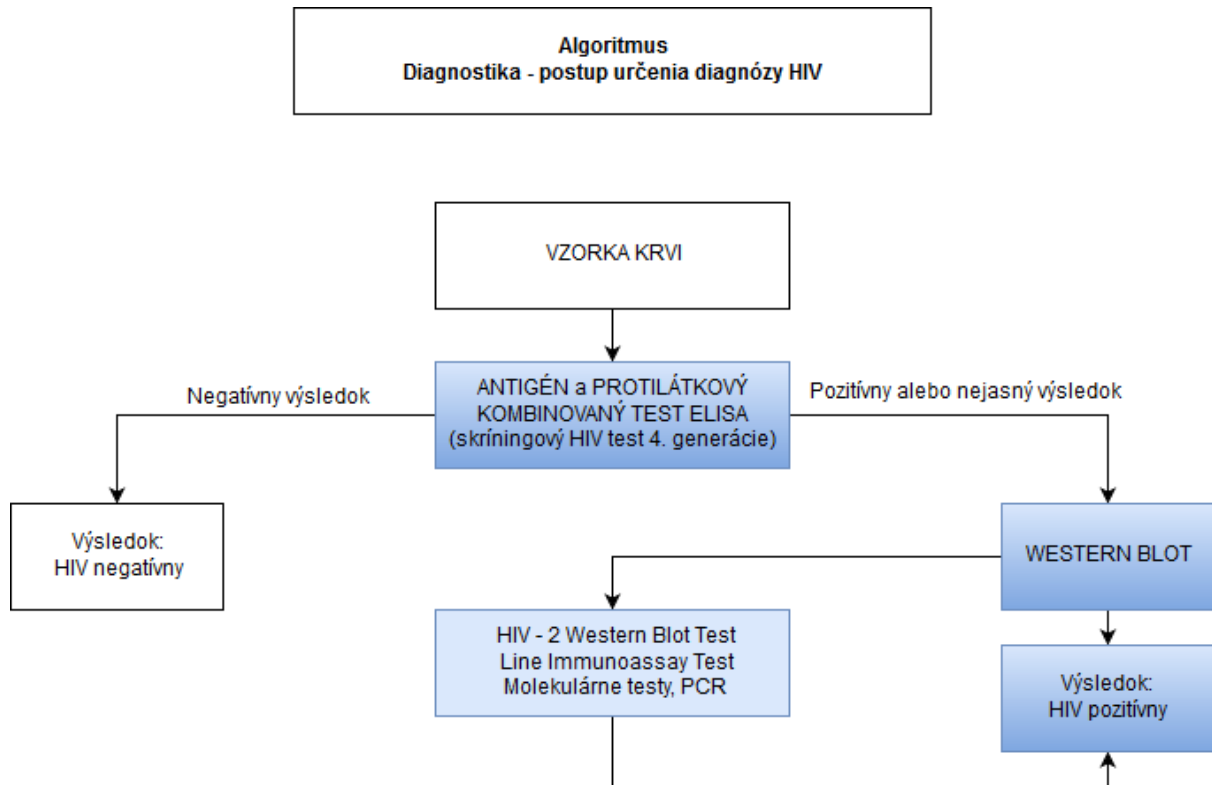 Algoritmus
Diagnostika - postup určenia diagnózy HIV
VZORKA KRVI
Negatívny výsledok
ANTIGÉN a PROTILÁTKOVÝ
KOMBINOVANÝ TEST ELISA
(skríningový HIV test 4. generácie)
Pozitívny alebo nejasný výsledok
Výsledok:
HIV negatívny
WESTERN BLOT
HIV - 2 Western Blot Test
Line Immunoassay Test
Molekulárne testy, PCR
Výsledok:
HIV pozitívny